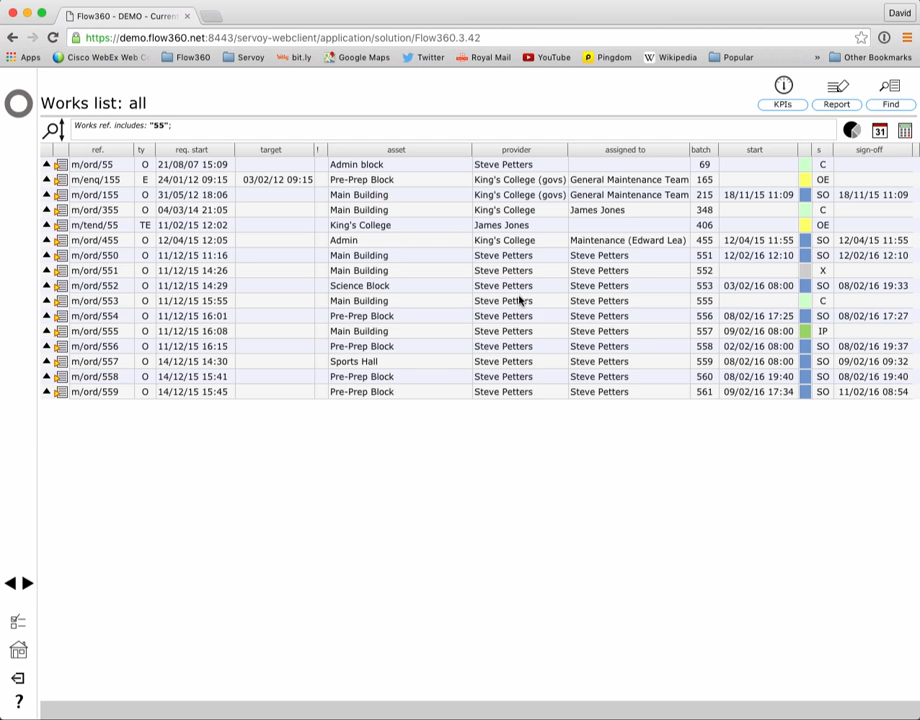 Flow360 - DEMO - Curren
David
https://demo.flow360.net:8443/servoy-webclient/application/solution/Flow360.3.42
Apps Cisco WebEx Web C Flow360 Servoy bit.ly Google Maps Twitter Royal Mail YouTube Pingdom Wikipedia Popular » Other Bookmarks
Works list: all
KPIs Report Find
Works ref. includes: "55";
31
ref. ty req. start target ! asset provider assigned to batch start s sign-off
m/ord/55 O 21/08/07 15:09 Admin block Steve Petters 69 C
m/enq/155 E 24/01/12 09:15 03/02/12 09:15 Pre-Prep Block King's College (govs) General Maintenance Team 165 OE
m/ord/155 O 31/05/12 18:06 Main Building King's College (govs) General Maintenance Team 215 18/11/15 11:09 SO 18/11/15 11:09
m/ord/355 O 04/03/14 21:05 Main Building King's College James Jones 348 C
m/tend/55 TE 11/02/15 12:02 King's College James Jones 406 OE
m/ord/455 O 12/04/15 12:05 Admin King's College Maintenance (Edward Lea) 455 12/04/15 11:55 SO 12/04/15 11:55
m/ord/550 O 11/12/15 11:16 Main Building Steve Petters Steve Petters 551 12/02/16 12:10 SO 12/02/16 12:10
m/ord/551 O 11/12/15 14:26 Main Building Steve Petters Steve Petters 552 X
m/ord/552 O 11/12/15 14:29 Science Block Steve Petters Steve Petters 553 03/02/16 08:00 SO 08/02/16 19:33
m/ord/553 O 11/12/15 15:55 Main Building Steve Petters Steve Petters 555 C
m/ord/554 O 11/12/15 16:01 Pre-Prep Block Steve Petters Steve Petters 556 08/02/16 17:25 SO 08/02/16 17:27
m/ord/555 O 11/12/15 16:08 Main Building Steve Petters Steve Petters 557 09/02/16 08:00 IP
m/ord/556 O 11/12/15 16:15 Pre-Prep Block Steve Petters Steve Petters 558 02/02/16 08:00 SO 08/02/16 19:37
m/ord/557 O 14/12/15 14:30 Sports Hall Steve Petters Steve Petters 559 08/02/16 08:00 SO 09/02/16 09:32
m/ord/558 O 14/12/15 15:41 Pre-Prep Block Steve Petters Steve Petters 560 08/02/16 19:40 SO 08/02/16 19:40
m/ord/559 O 14/12/15 15:45 Pre-Prep Block Steve Petters Steve Petters 561 09/02/16 17:34 SO 11/02/16 08:54
?